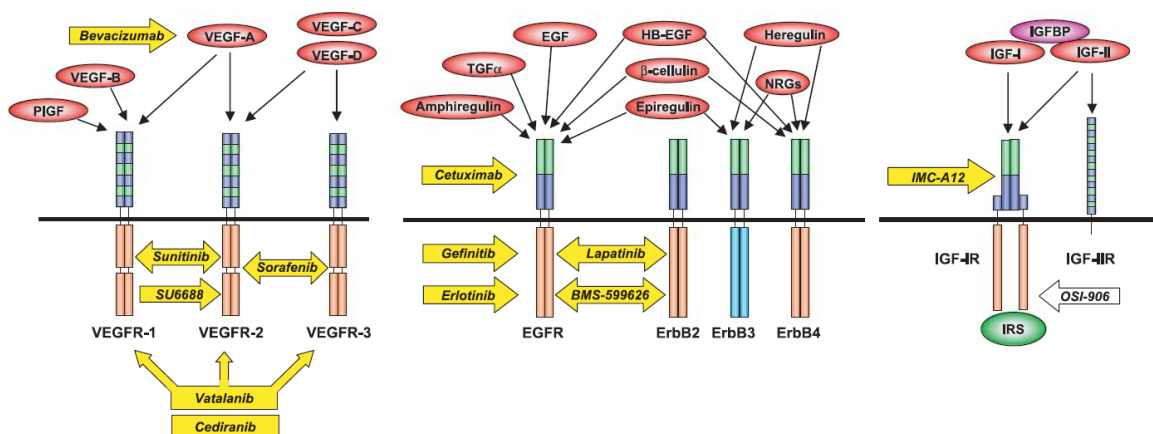 Bevacizumab
VEGF-A
VEGF-C
VEGF-D
VEGF-B
PlGF
Sunitinib
Sorafenib
SU6688
VEGFR-1
VEGFR-2
VEGFR-3
Vatalanib
Cediranib
EGF
HB-EGF
Heregulin
TGFα
β-cellulin
NRGs
Amphiregulin
Epiregulin
Cetuximab
Gefinitib
Lapatinib
Erlotinib
BMS-599626
EGFR
ErbB2
ErbB3
ErbB4
IGFBP
IGF-I
IGF-II
IMC-A12
IGF-IR
IGF-IIR
OSI-906
IRS